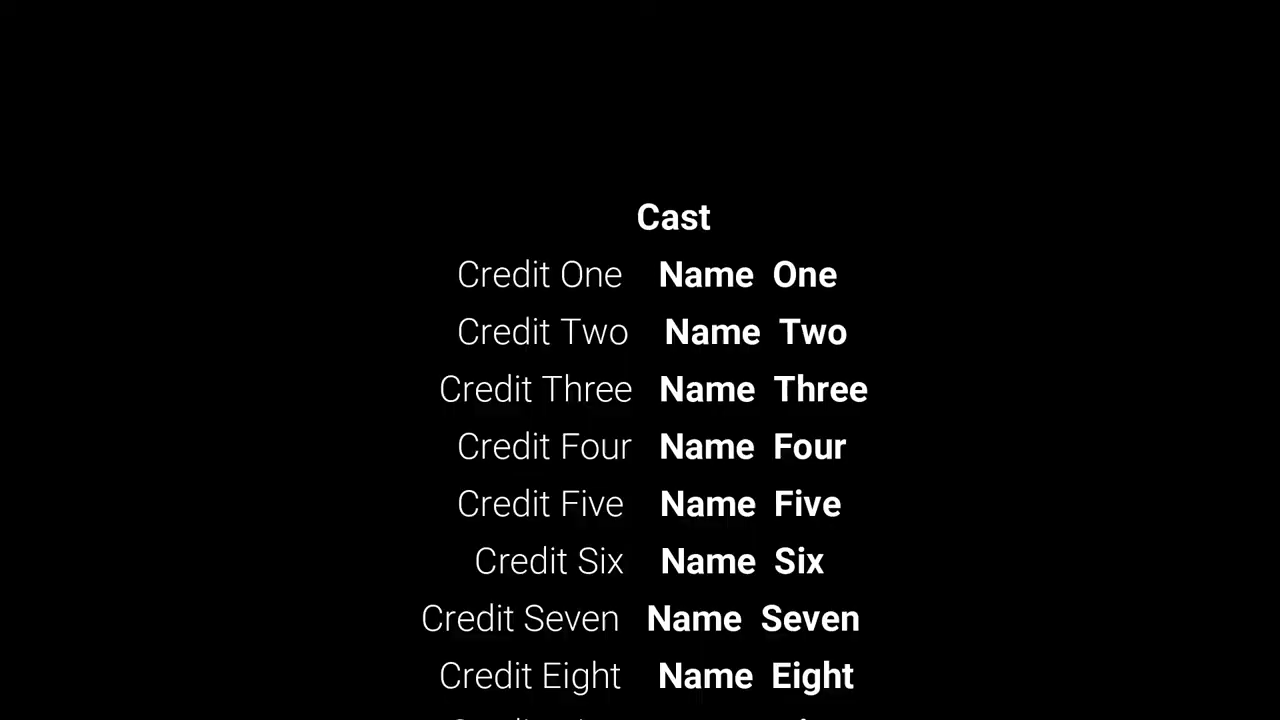 Cast
Credit One Name One
Credit Two Name Two
Credit Three Name Three
Credit Four Name Four
Credit Five Name Five
Credit Six Name Six
Credit Seven Name Seven
Credit Eight Name Eight